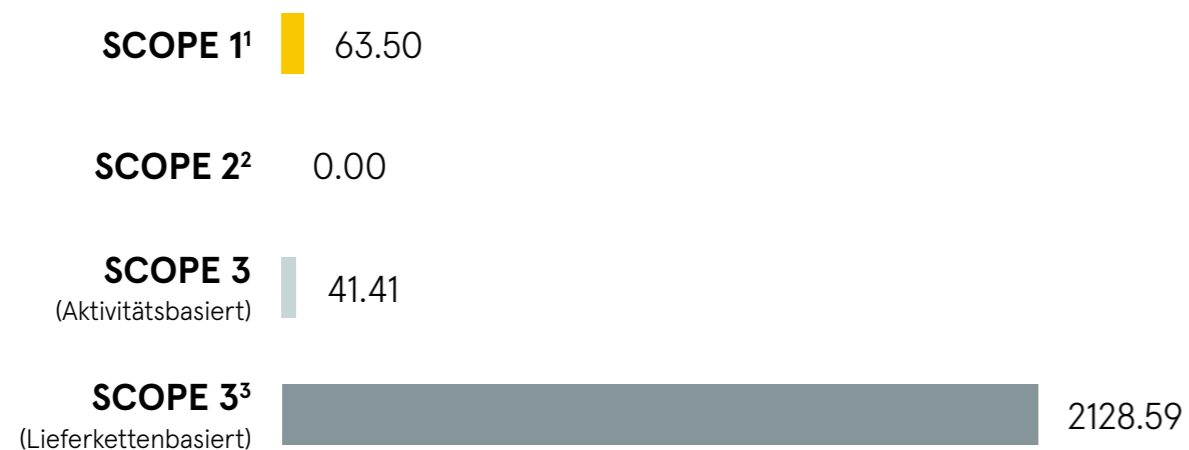 SCOPE 1¹ 63.50
SCOPE 2² 0.00
SCOPE 3
(Aktivitätsbasiert) 41.41
SCOPE 3³
(Lieferkettenbasiert) 2128.59